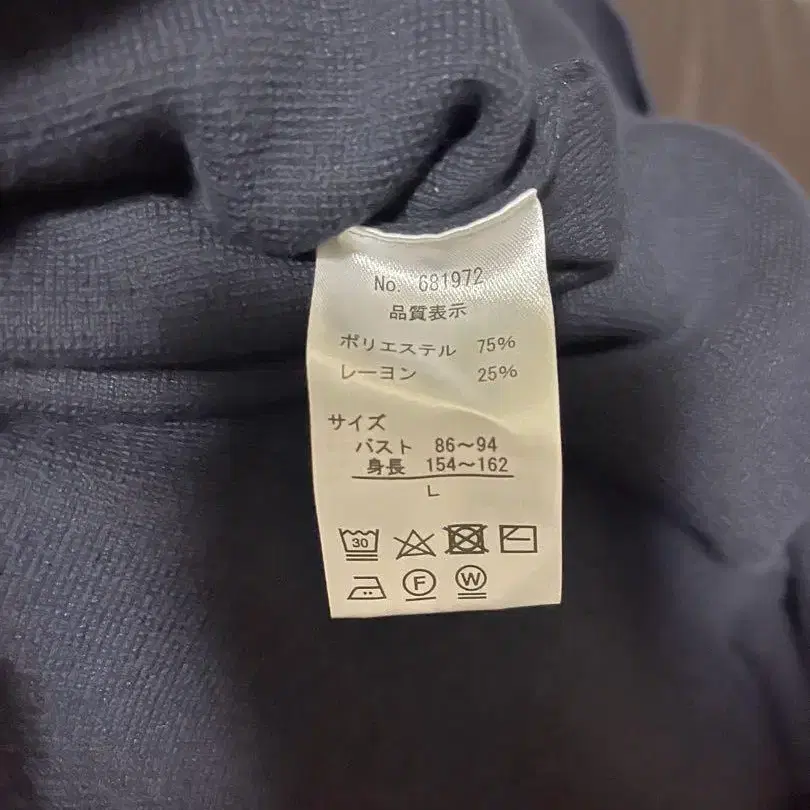 No. 681972
品質表示
ポリエステル 75%
レーヨン 25%
サイズ
バスト 86～94
身長 154～162
L
30
F W